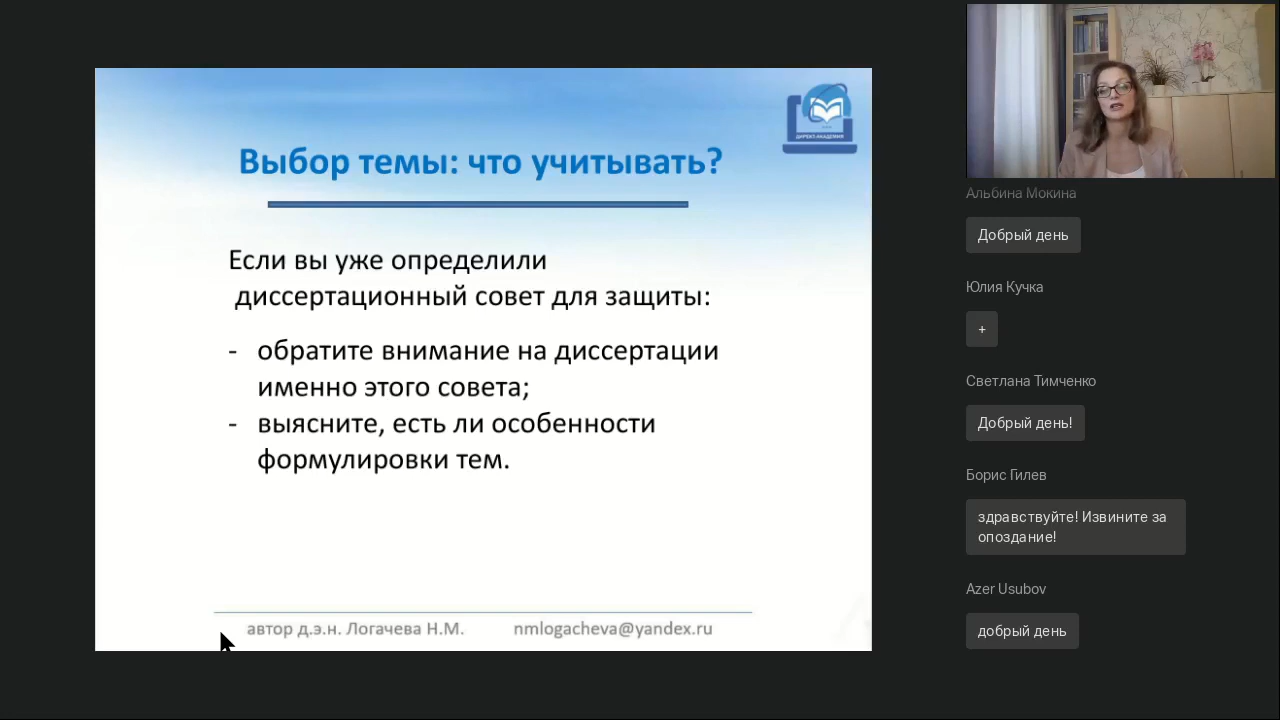 ДИРЕКТ-АКАДЕМИЯ
Выбор темы: что учитывать?
Если вы уже определили
диссертационный совет для защиты:
- обратите внимание на диссертации
именно этого совета;
- выясните, есть ли особенности
формулировки тем.
автор д.э.н. Логачева Н.М. nmlogacheva@yandex.ru
Альбина Мокина
Добрый день
Юлия Кучка
+
Светлана Тимченко
Добрый день!
Борис Гилев
здравствуйте! Извините за
опоздание!
Azer Usubov
добрый день